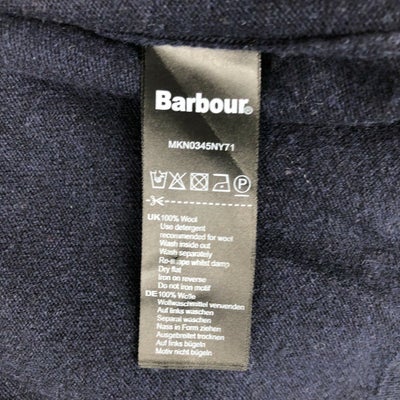 Barbour®
MKN0345NY71
P
UK 100% Wool
Use detergent
recommended for wool
Wash inside out
Wash separately
Re-shape whilst damp
Dry flat
Iron on reverse
Do not iron motif
DE 100% Wolle
Wollwaschmittel verwenden
Auf links waschen
Separat waschen
Nass in Form ziehen
Ausgebreitet trocknen
Auf links bügeln
Motiv nicht bügeln